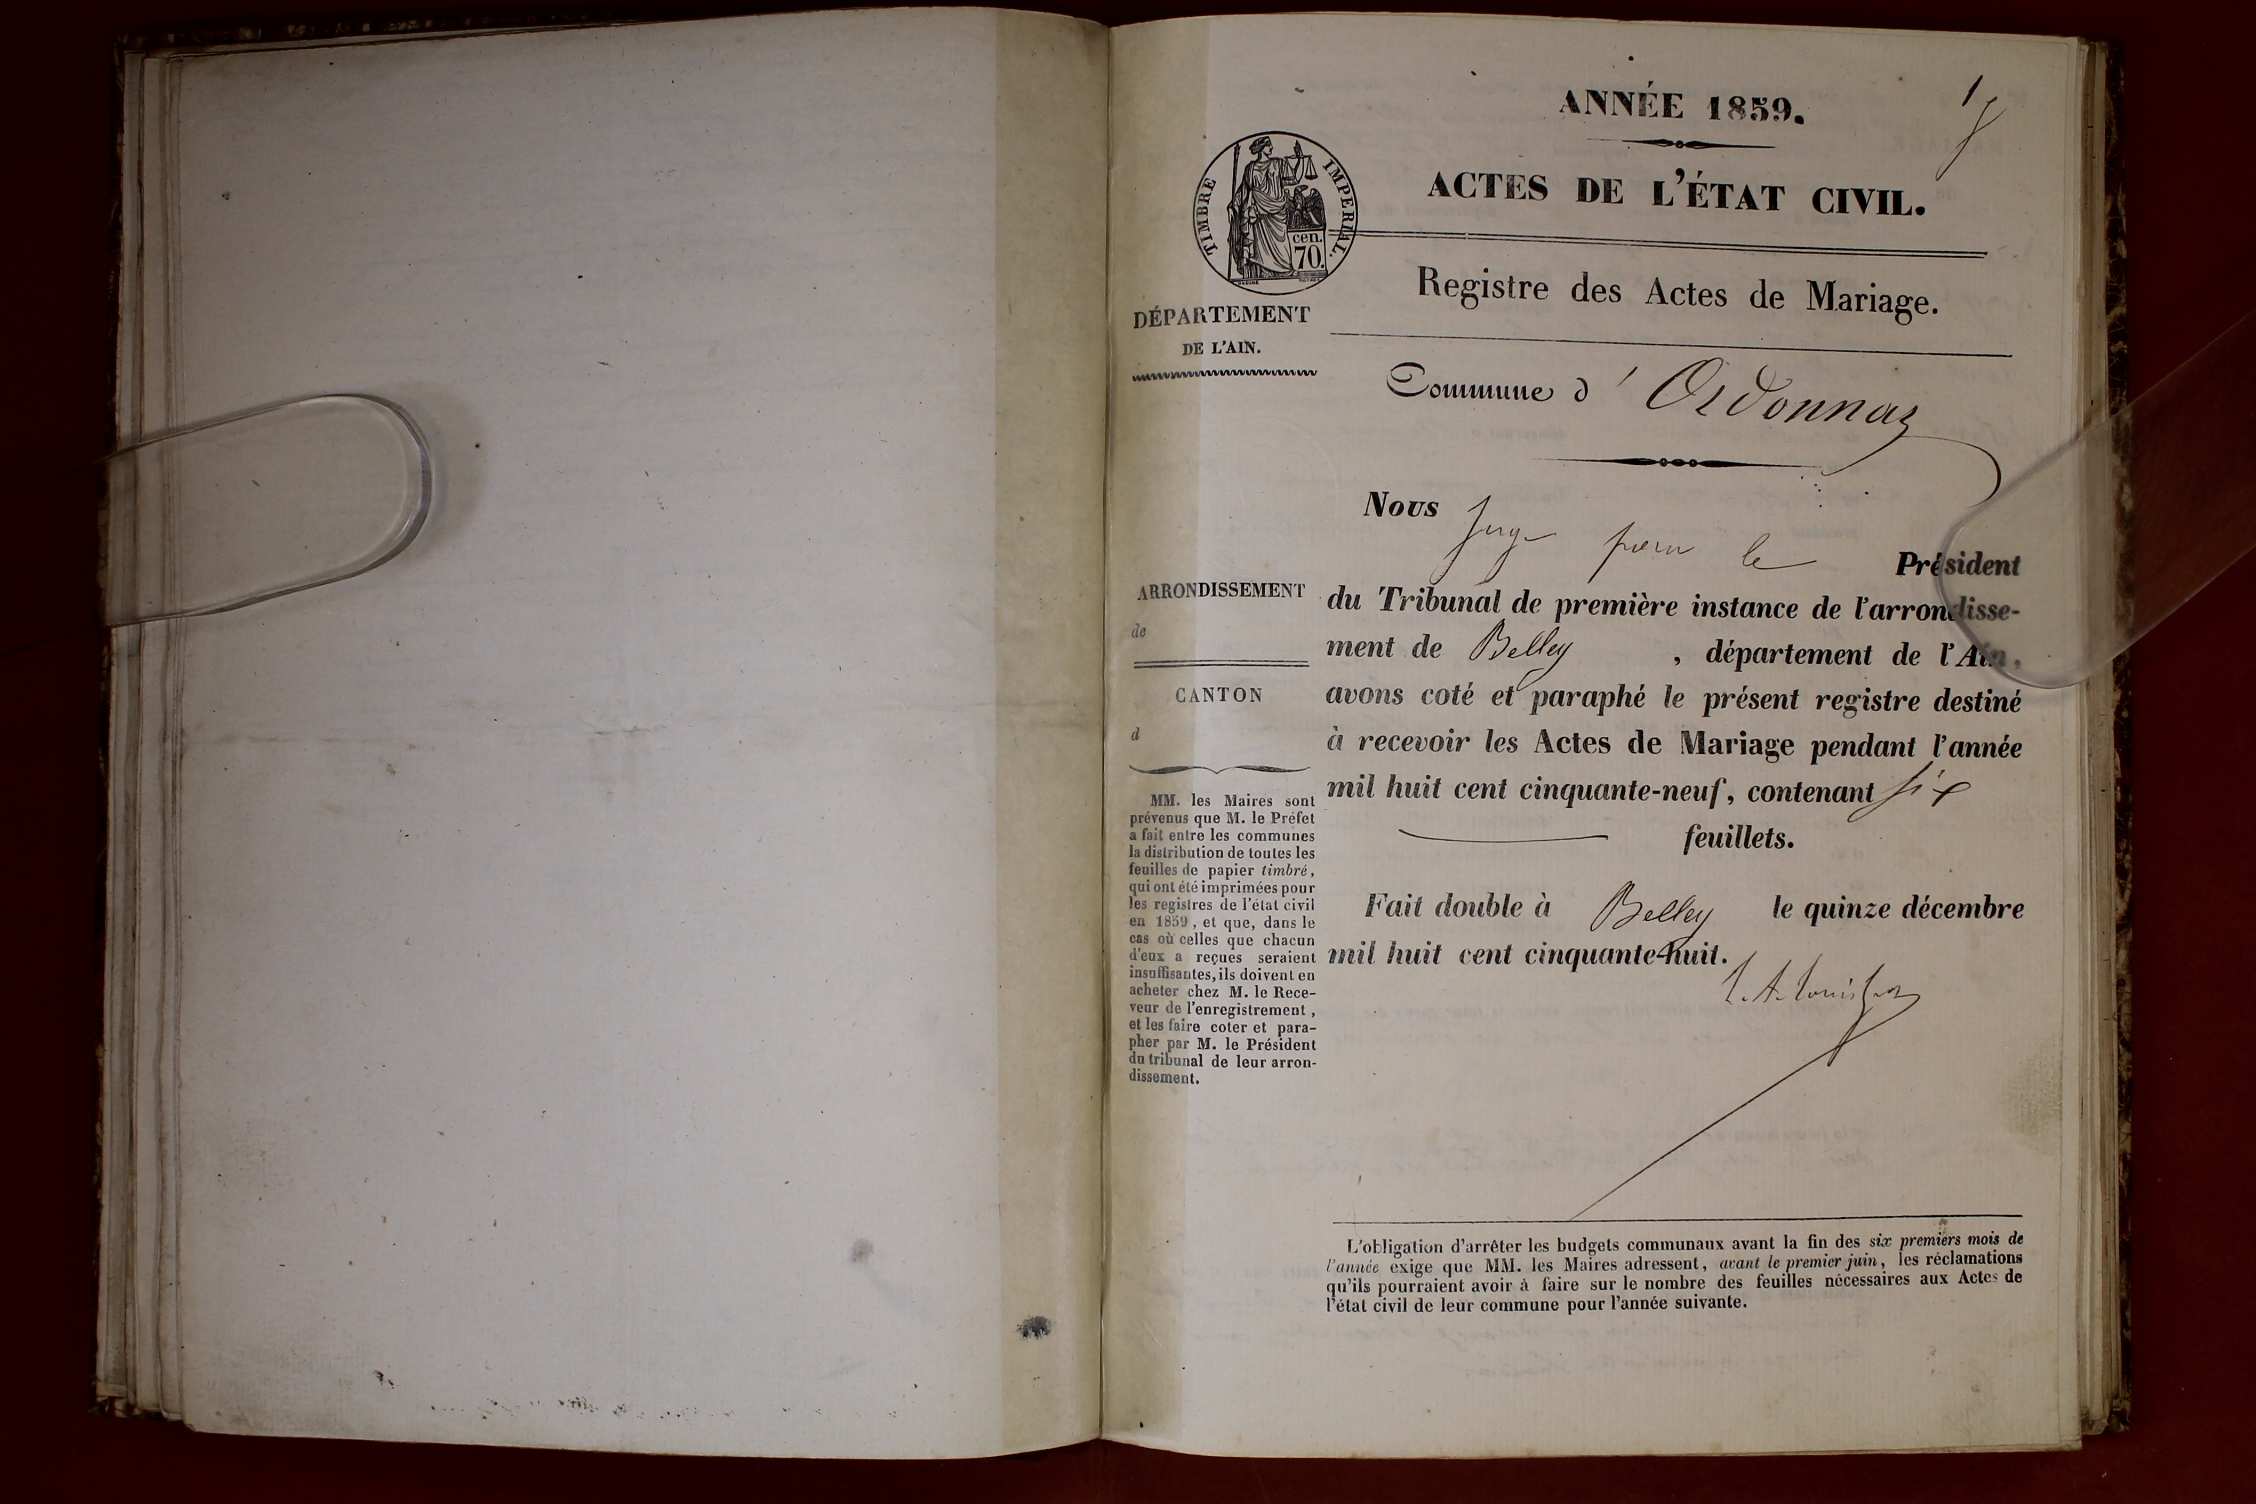 ANNÉE 1859.
1
ACTES DE L'ÉTAT CIVIL.
TIMBRE IMPERIAL.
cen.
70.
Registre des Actes de Mariage.
DÉPARTEMENT
DE L'AIN.
Commune d'Ordonnaz
Nous Juge pour le Président
du Tribunal de première instance de l'arrondisse-
ment de Belley, département de l'Ain,
avons coté et paraphé le présent registre destiné
à recevoir les Actes de Mariage pendant l'année
mil huit cent cinquante-neuf, contenant six
feuillets.
Fait double à Belley le quinze décembre
mil huit cent cinquante-huit.
ARRONDISSEMENT
de
CANTON
d
MM. les Maires sont
prévenus que M. le Préfet
a fait entre les communes
la distribution de toutes les
feuilles de papier timbré,
qui ont été imprimées pour
les registres de l'état civil
en 1859, et que, dans le
cas où celles que chacun
d'eux a reçues seraient
insuffisantes, ils doivent en
acheter chez M. le Rece-
veur de l'enregistrement,
et les faire coter et para-
pher par M. le Président
du tribunal de leur arron-
dissement.
L'obligation d'arrêter les budgets communaux avant la fin des six premiers mois de
l'année exige que MM. les Maires adressent, avant le premier juin, les réclamations
qu'ils pourraient avoir à faire sur le nombre des feuilles nécessaires aux Actes de
l'état civil de leur commune pour l'année suivante.